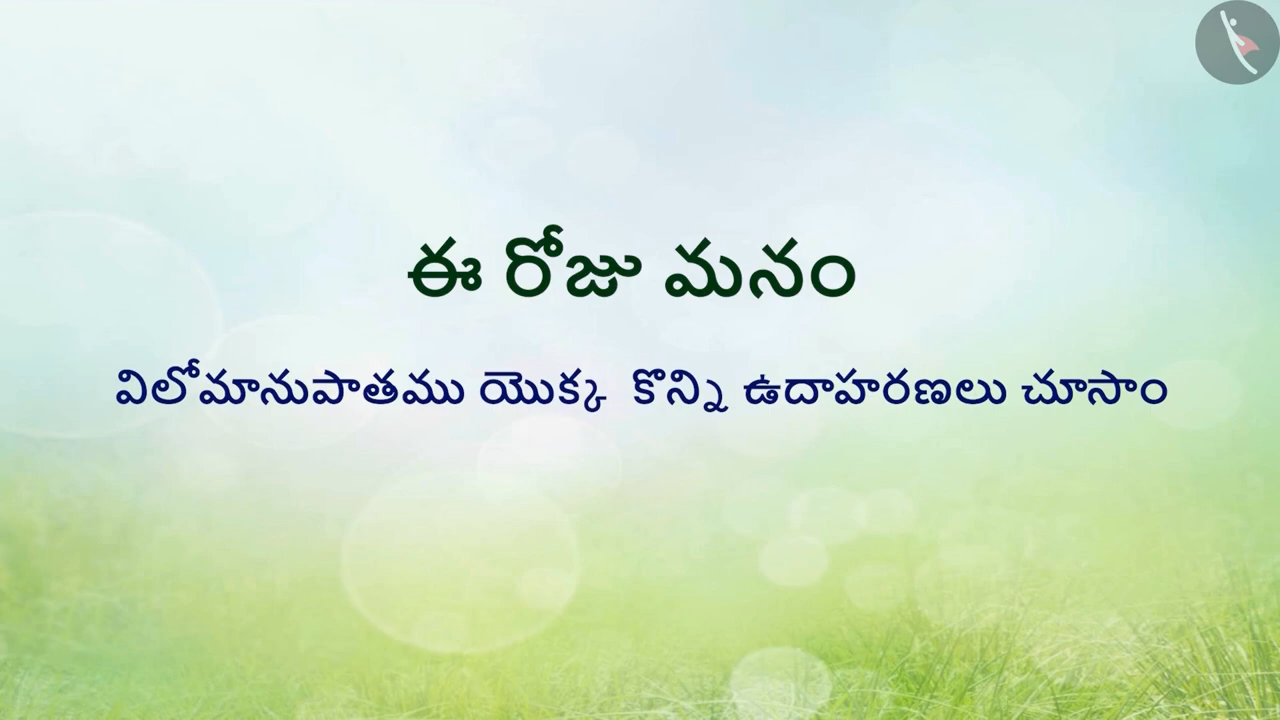 ఈ రోజు మనం
విలోమానుపాతము యొక్క కొన్ని ఉదాహరణలు చూసాం